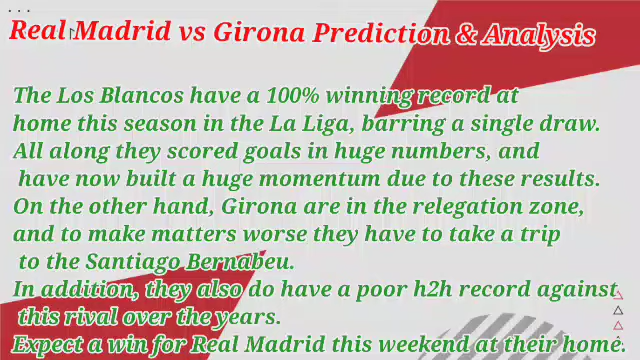 Real Madrid vs Girona Prediction & Analysis
The Los Blancos have a 100% winning record at
home this season in the La Liga, barring a single draw.
All along they scored goals in huge numbers, and
have now built a huge momentum due to these results.
On the other hand, Girona are in the relegation zone,
and to make matters worse they have to take a trip
to the Santiago Bernabeu.
In addition, they also do have a poor h2h record against
this rival over the years.
Expect a win for Real Madrid this weekend at their home.